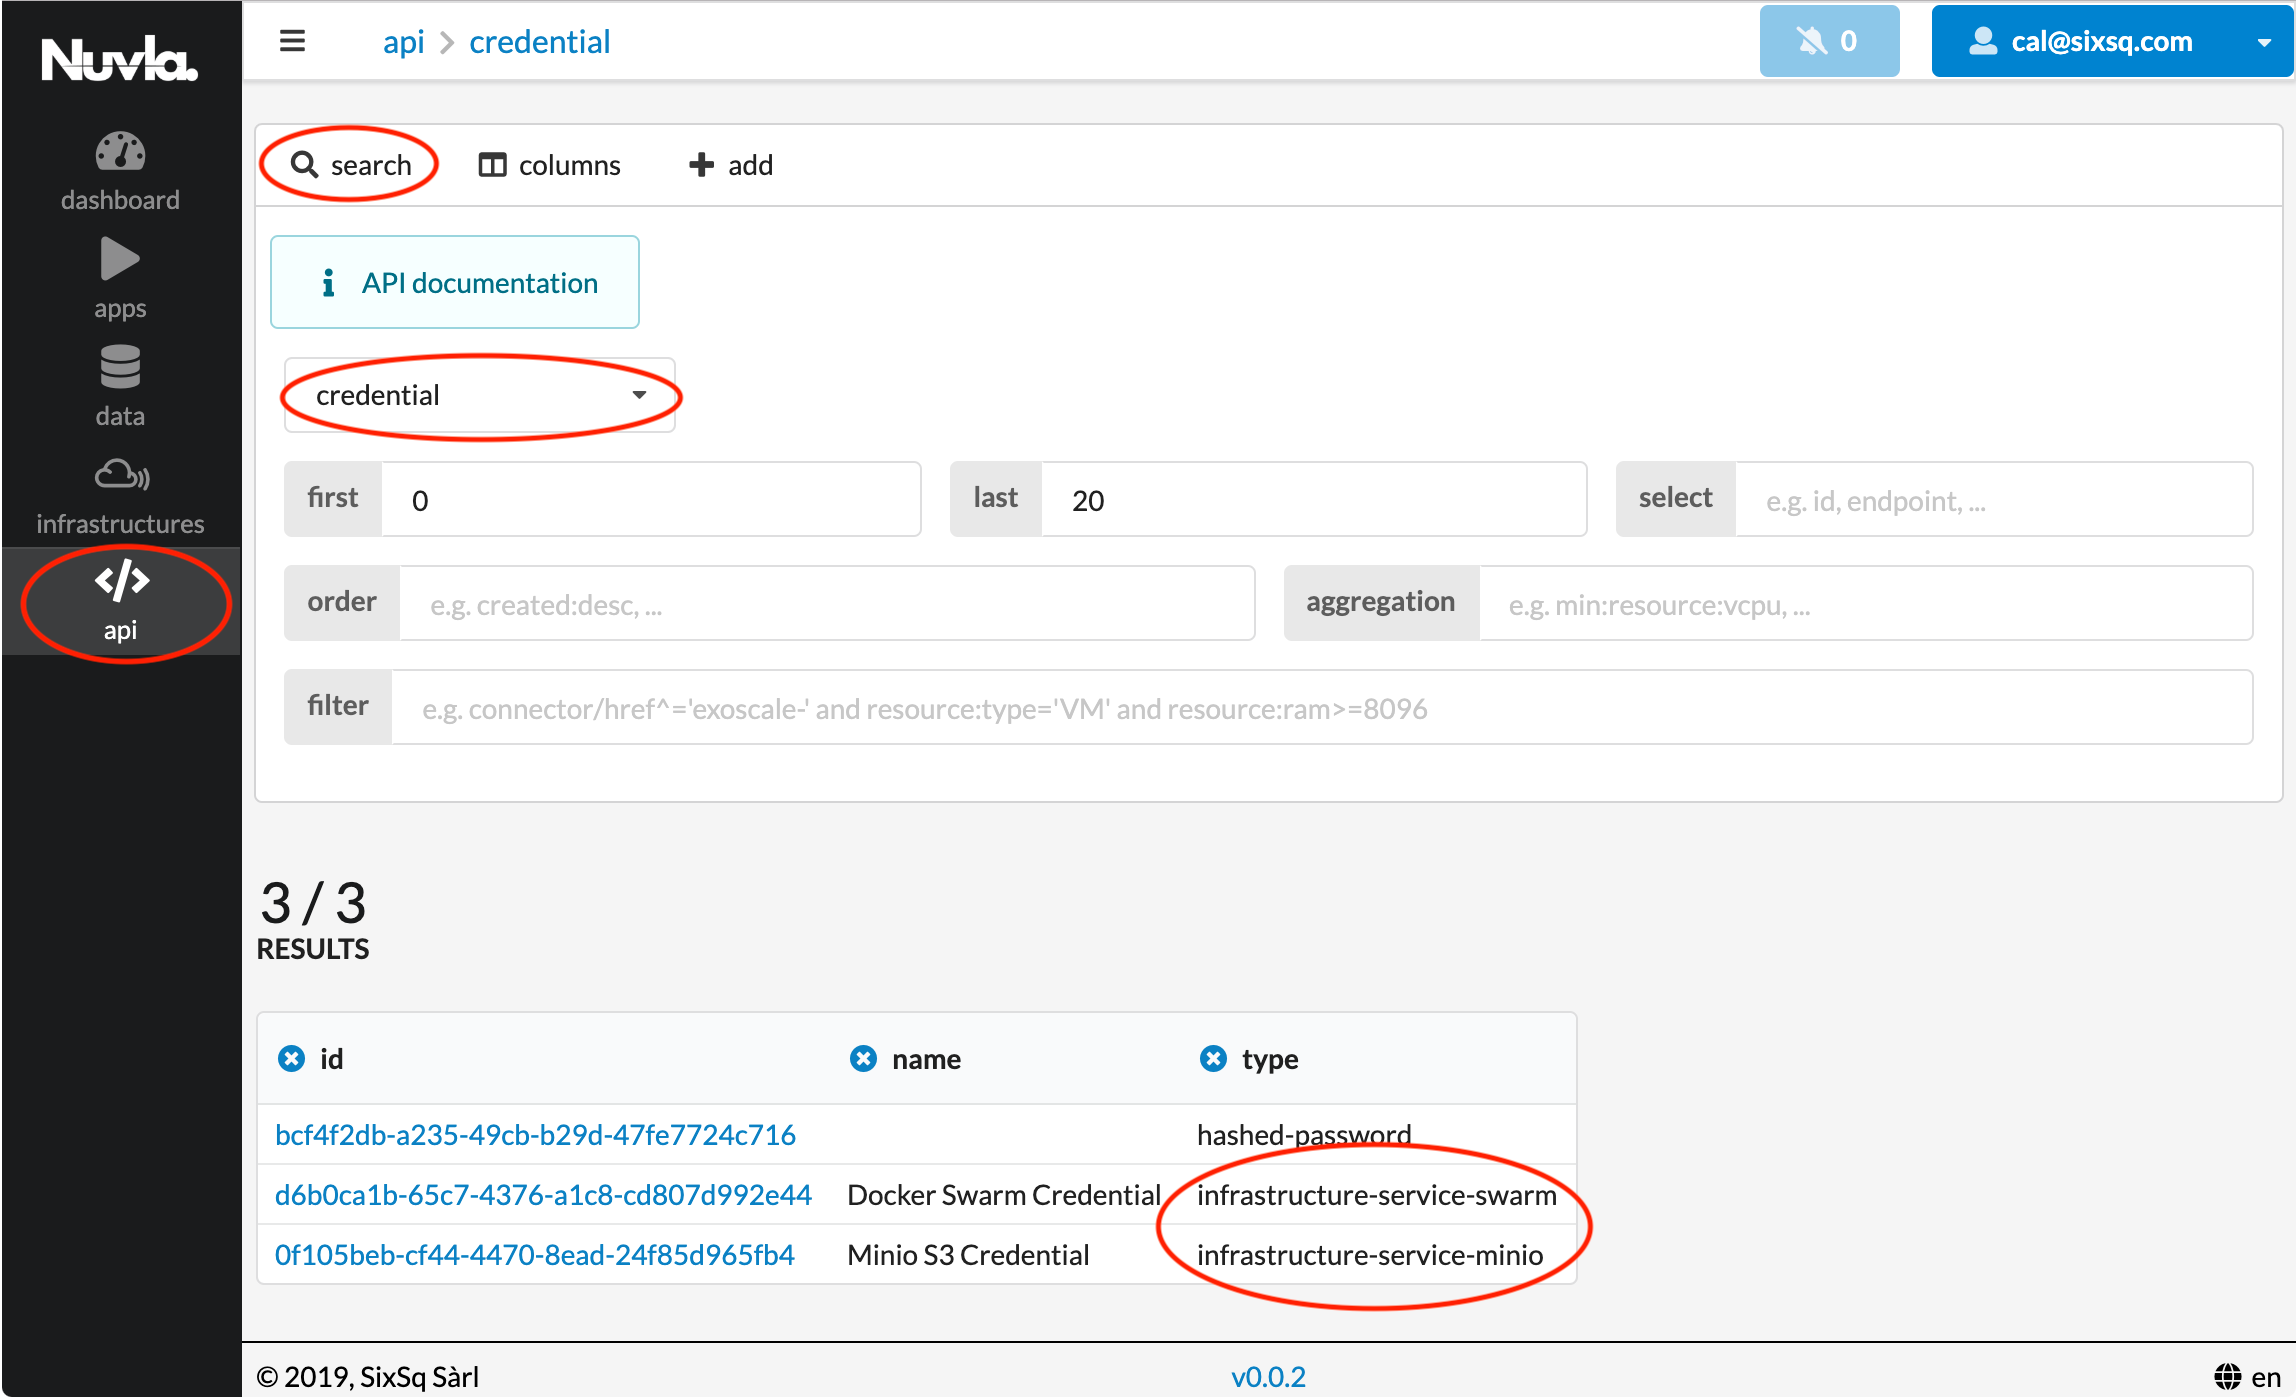 Nuvla.
api > credential
0
cal@sixsq.com
dashboard
apps
data
infrastructures
api
search
columns
add
API documentation
credential
first 0
last 20
select e.g. id, endpoint, ...
order e.g. created:desc, ...
aggregation e.g. min:resource:vcpu, ...
filter e.g. connector/href^='exoscale-' and resource:type='VM' and resource:ram>=8096
3 / 3
RESULTS
id name type
bcf4f2db-a235-49cb-b29d-47fe7724c716 hashed-password
d6b0ca1b-65c7-4376-a1c8-cd807d992e44 Docker Swarm Credential infrastructure-service-swarm
0f105beb-cf44-4470-8ead-24f85d965fb4 Minio S3 Credential infrastructure-service-minio
© 2019, SixSq Sàrl
v0.0.2
en